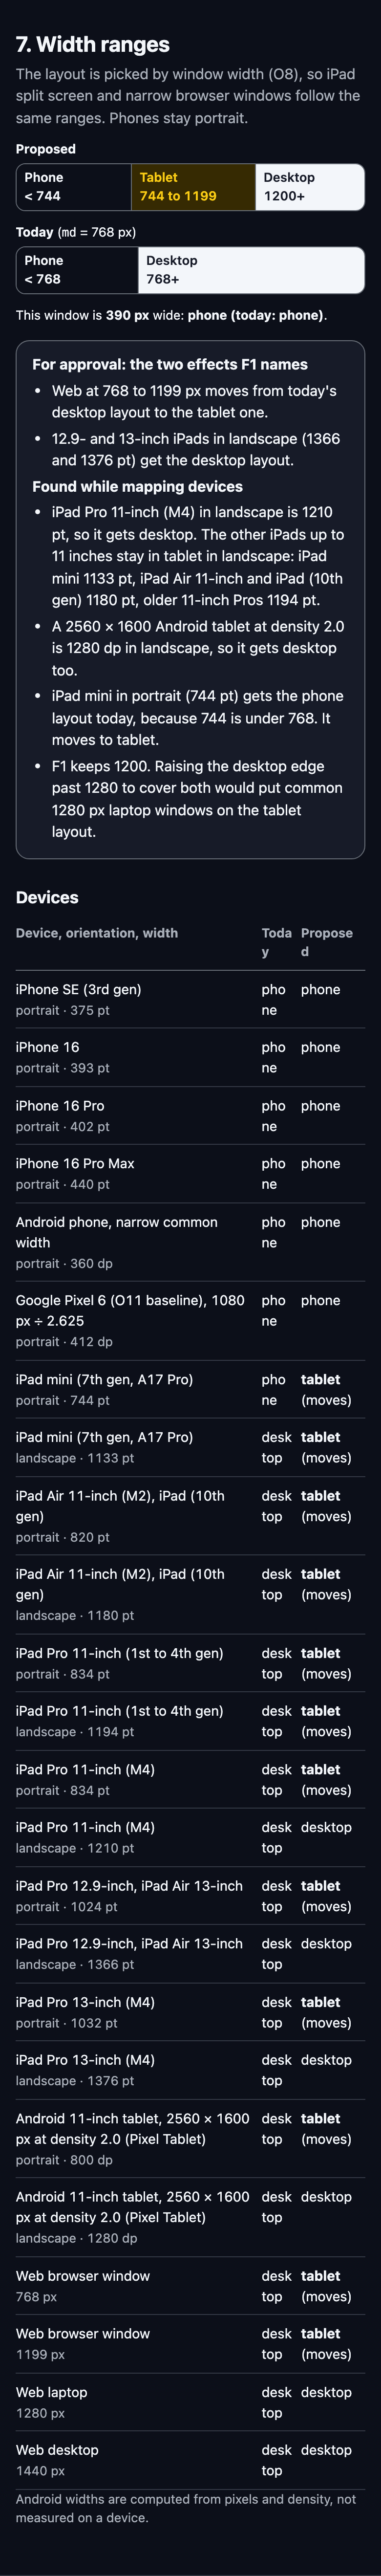 7. Width ranges
The layout is picked by window width (O8), so iPad
split screen and narrow browser windows follow the
same ranges. Phones stay portrait.
Proposed
Phone
< 744
Tablet
744 to 1199
Desktop
1200+
Today (md = 768 px)
Phone
< 768
Desktop
768+
This window is 390 px wide: phone (today: phone).
For approval: the two effects F1 names
• Web at 768 to 1199 px moves from today's
desktop layout to the tablet one.
• 12.9- and 13-inch iPads in landscape (1366
and 1376 pt) get the desktop layout.
Found while mapping devices
• iPad Pro 11-inch (M4) in landscape is 1210
pt, so it gets desktop. The other iPads up to
11 inches stay in tablet in landscape: iPad
mini 1133 pt, iPad Air 11-inch and iPad (10th
gen) 1180 pt, older 11-inch Pros 1194 pt.
• A 2560 × 1600 Android tablet at density 2.0
is 1280 dp in landscape, so it gets desktop
too.
• iPad mini in portrait (744 pt) gets the phone
layout today, because 744 is under 768. It
moves to tablet.
• F1 keeps 1200. Raising the desktop edge
past 1280 to cover both would put common
1280 px laptop windows on the tablet
layout.
Devices
Device, orientation, width Toda Propose
y d
iPhone SE (3rd gen) pho phone
portrait · 375 pt ne
iPhone 16 pho phone
portrait · 393 pt ne
iPhone 16 Pro pho phone
portrait · 402 pt ne
iPhone 16 Pro Max pho phone
portrait · 440 pt ne
Android phone, narrow common pho phone
width ne
portrait · 360 dp
Google Pixel 6 (O11 baseline), 1080 pho phone
px ÷ 2.625 ne
portrait · 412 dp
iPad mini (7th gen, A17 Pro) pho tablet
portrait · 744 pt ne (moves)
iPad mini (7th gen, A17 Pro) desk tablet
landscape · 1133 pt top (moves)
iPad Air 11-inch (M2), iPad (10th desk tablet
gen) top (moves)
portrait · 820 pt
iPad Air 11-inch (M2), iPad (10th desk tablet
gen) top (moves)
landscape · 1180 pt
iPad Pro 11-inch (1st to 4th gen) desk tablet
portrait · 834 pt top (moves)
iPad Pro 11-inch (1st to 4th gen) desk tablet
landscape · 1194 pt top (moves)
iPad Pro 11-inch (M4) desk tablet
portrait · 834 pt top (moves)
iPad Pro 11-inch (M4) desk desktop
landscape · 1210 pt top
iPad Pro 12.9-inch, iPad Air 13-inch desk tablet
portrait · 1024 pt top (moves)
iPad Pro 12.9-inch, iPad Air 13-inch desk desktop
landscape · 1366 pt top
iPad Pro 13-inch (M4) desk tablet
portrait · 1032 pt top (moves)
iPad Pro 13-inch (M4) desk desktop
landscape · 1376 pt top
Android 11-inch tablet, 2560 × 1600 desk tablet
px at density 2.0 (Pixel Tablet) top (moves)
portrait · 800 dp
Android 11-inch tablet, 2560 × 1600 desk desktop
px at density 2.0 (Pixel Tablet) top
landscape · 1280 dp
Web browser window desk tablet
768 px top (moves)
Web browser window desk tablet
1199 px top (moves)
Web laptop desk desktop
1280 px top
Web desktop desk desktop
1440 px top
Android widths are computed from pixels and density, not
measured on a device.